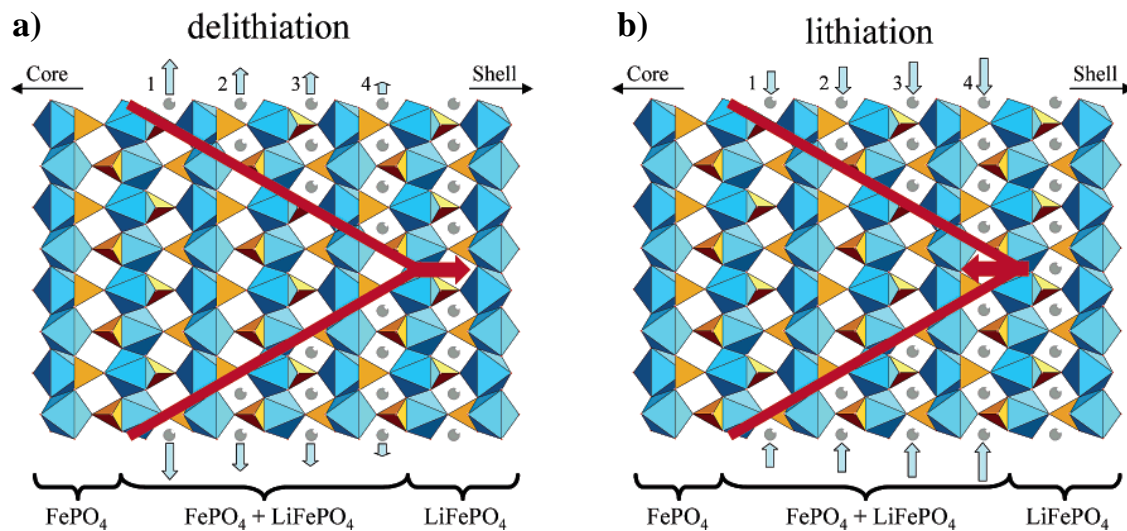 a)
delithiation
Core
1
2
3
4
Shell
FePO4
FePO4 + LiFePO4
LiFePO4
b)
lithiation
Core
1
2
3
4
Shell
FePO4
FePO4 + LiFePO4
LiFePO4